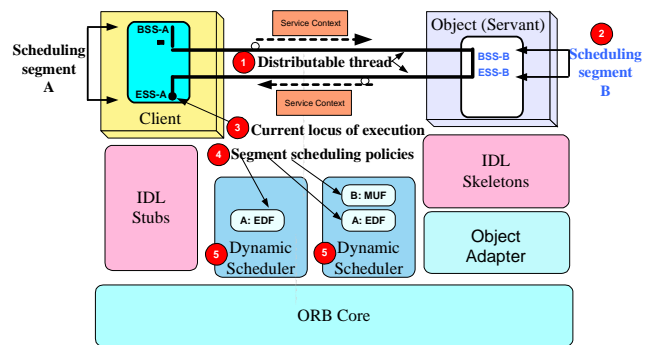 Object (Servant)
BSS-A
Service Context
2
Scheduling
segment
A
1 Distributable thread
BSS-B
ESS-B
Scheduling
segment
B
ESS-A
Service Context
Client
3 Current locus of execution
4 Segment scheduling policies
IDL
Stubs
IDL
Skeletons
B: MUF
A: EDF
A: EDF
5 Dynamic
Scheduler
5 Dynamic
Scheduler
Object
Adapter
ORB Core